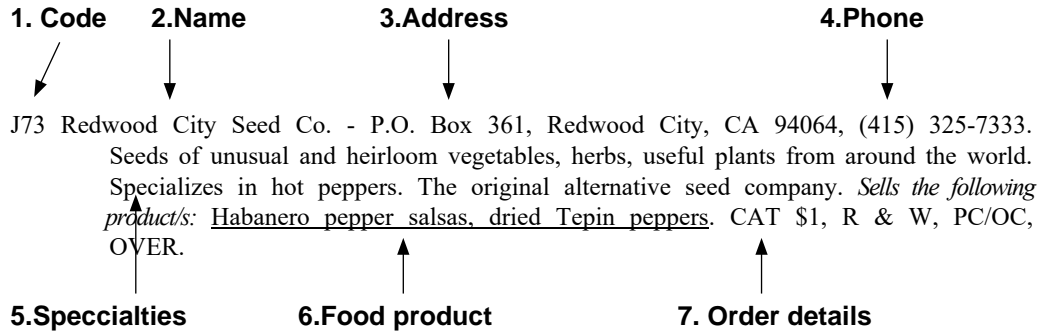 1. Code 2.Name 3.Address 4.Phone
J73 Redwood City Seed Co. - P.O. Box 361, Redwood City, CA 94064, (415) 325-7333.
Seeds of unusual and heirloom vegetables, herbs, useful plants from around the world.
Specializes in hot peppers. The original alternative seed company. Sells the following
product/s: Habanero pepper salsas, dried Tepin peppers. CAT $1, R & W, PC/OC,
OVER.
5.Speccialties 6.Food product 7. Order details